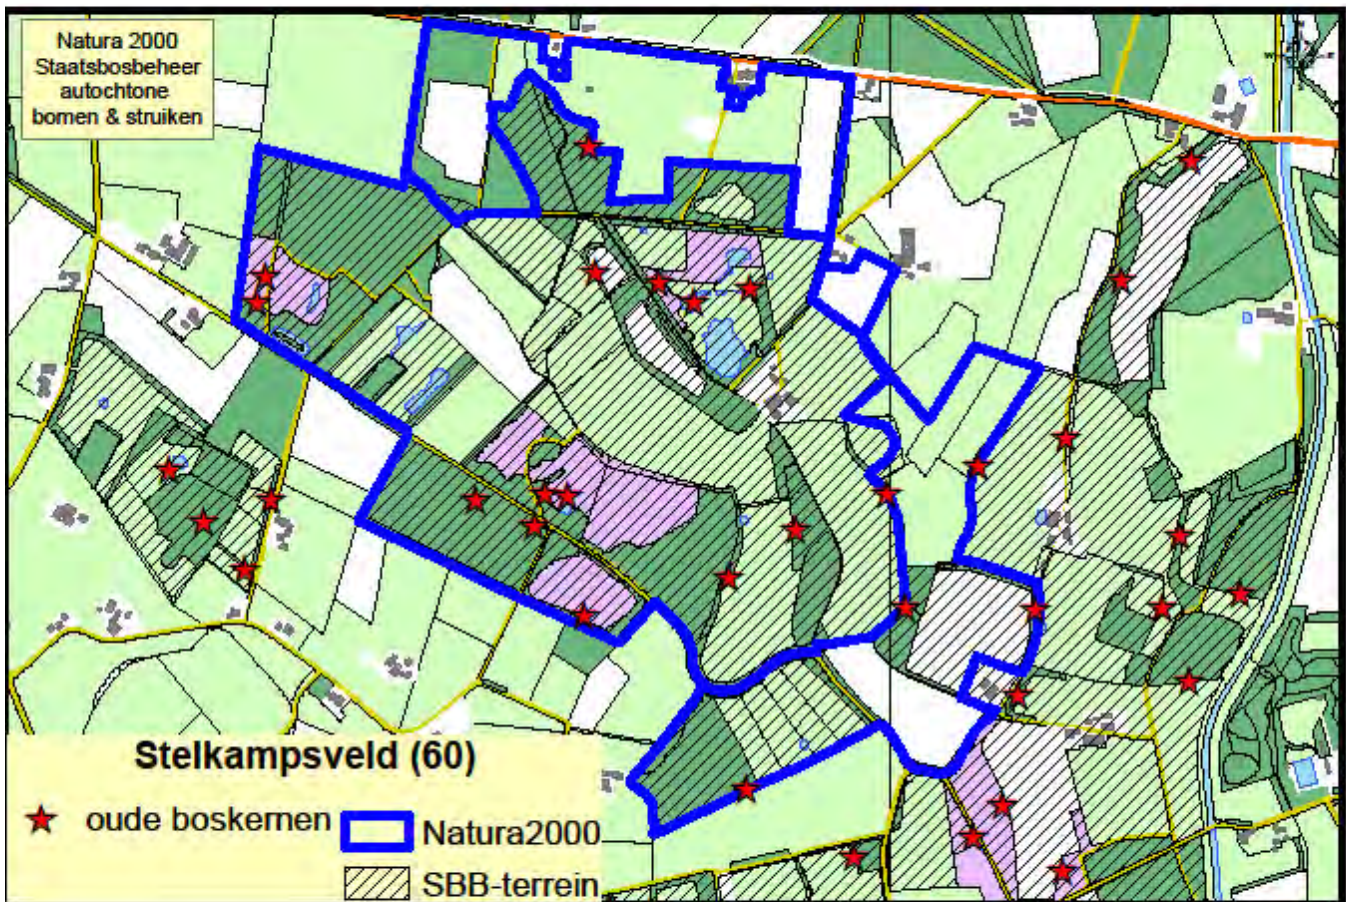 Natura 2000
Staatsbosbeheer
autochtone
bomen & struiken
Stelkampsveld (60)
oude boskernen
Natura2000
SBB-terrein